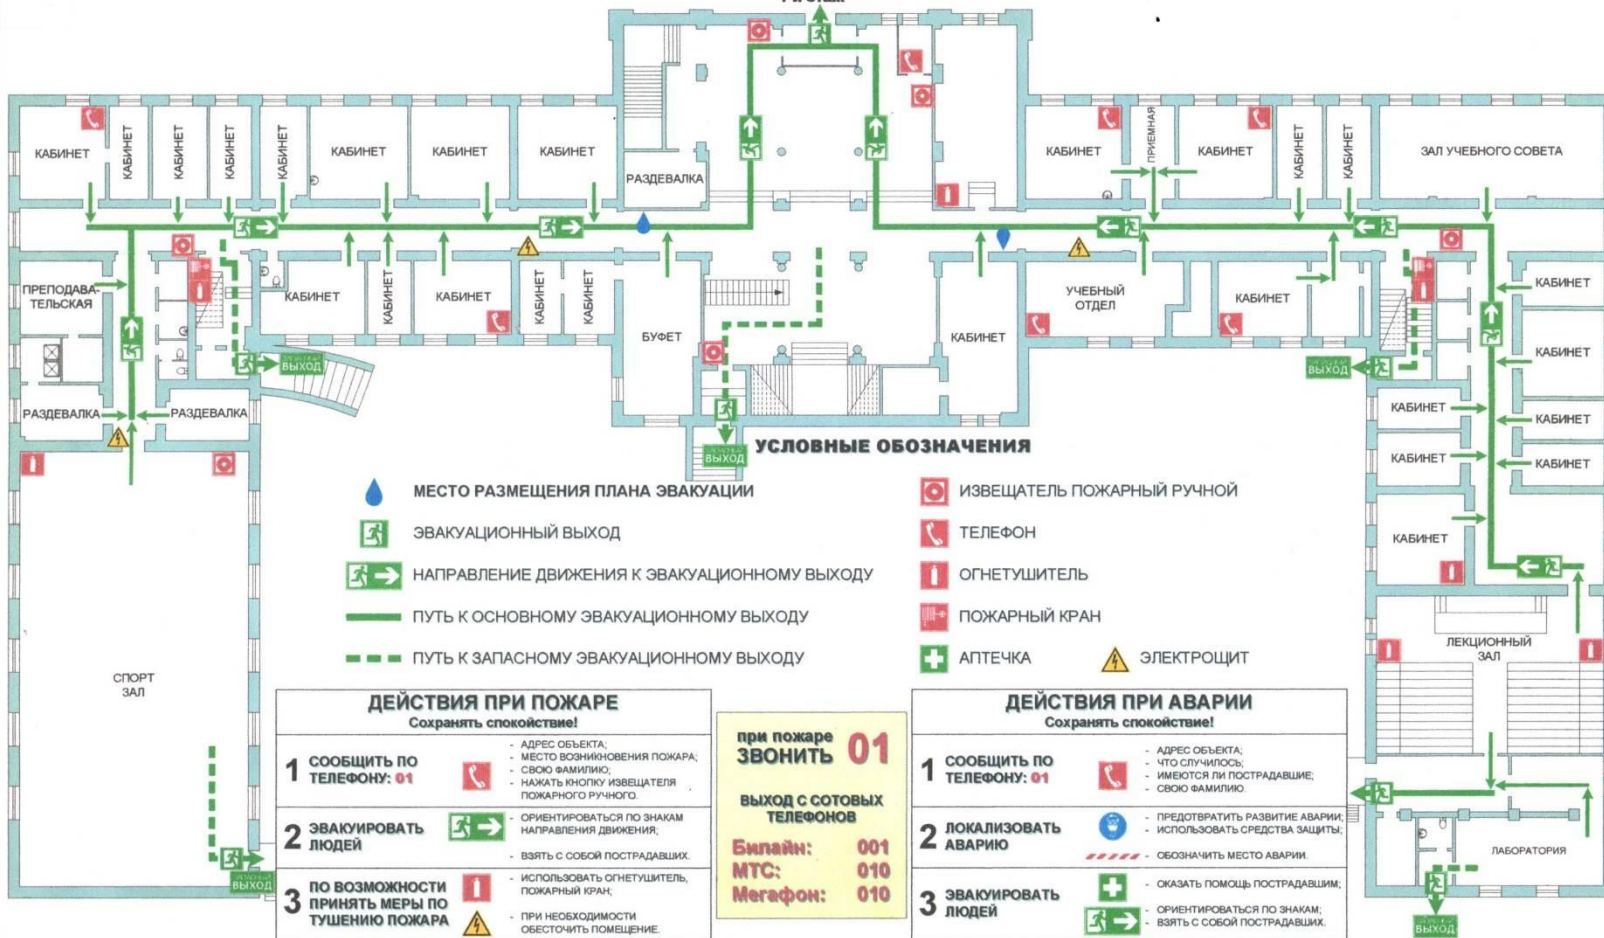 КАБИНЕТ
КАБИНЕТ
КАБИНЕТ
КАБИНЕТ
КАБИНЕТ
КАБИНЕТ
КАБИНЕТ
КАБИНЕТ
РАЗДЕВАЛКА
КАБИНЕТ
ПРИЕМНАЯ
КАБИНЕТ
КАБИНЕТ
КАБИНЕТ
ЗАЛ УЧЕБНОГО СОВЕТА
ПРЕПОДАВА-
ТЕЛЬСКАЯ
КАБИНЕТ
КАБИНЕТ
КАБИНЕТ
КАБИНЕТ
КАБИНЕТ
БУФЕТ
КАБИНЕТ
УЧЕБНЫЙ
ОТДЕЛ
КАБИНЕТ
КАБИНЕТ
КАБИНЕТ
КАБИНЕТ
КАБИНЕТ
КАБИНЕТ
КАБИНЕТ
КАБИНЕТ
РАЗДЕВАЛКА
РАЗДЕВАЛКА
ВЫХОД
ВЫХОД
ВЫХОД
СПОРТ
ЗАЛ
ВЫХОД
ЛЕКЦИОННЫЙ
ЗАЛ
ЛАБОРАТОРИЯ
ВЫХОД
УСЛОВНЫЕ ОБОЗНАЧЕНИЯ
МЕСТО РАЗМЕЩЕНИЯ ПЛАНА ЭВАКУАЦИИ
ЭВАКУАЦИОННЫЙ ВЫХОД
НАПРАВЛЕНИЕ ДВИЖЕНИЯ К ЭВАКУАЦИОННОМУ ВЫХОДУ
ПУТЬ К ОСНОВНОМУ ЭВАКУАЦИОННОМУ ВЫХОДУ
ПУТЬ К ЗАПАСНОМУ ЭВАКУАЦИОННОМУ ВЫХОДУ
ИЗВЕЩАТЕЛЬ ПОЖАРНЫЙ РУЧНОЙ
ТЕЛЕФОН
ОГНЕТУШИТЕЛЬ
ПОЖАРНЫЙ КРАН
АПТЕЧКА
ЭЛЕКТРОЩИТ
ДЕЙСТВИЯ ПРИ ПОЖАРЕ
Сохранять спокойствие!
1 СООБЩИТЬ ПО
ТЕЛЕФОНУ: 01
- АДРЕС ОБЪЕКТА;
- МЕСТО ВОЗНИКНОВЕНИЯ ПОЖАРА;
- СВОЮ ФАМИЛИЮ;
- НАЖАТЬ КНОПКУ ИЗВЕЩАТЕЛЯ
ПОЖАРНОГО РУЧНОГО.
2 ЭВАКУИРОВАТЬ
ЛЮДЕЙ
- ОРИЕНТИРОВАТЬСЯ ПО ЗНАКАМ
НАПРАВЛЕНИЯ ДВИЖЕНИЯ;
- ВЗЯТЬ С СОБОЙ ПОСТРАДАВШИХ.
3 ПО ВОЗМОЖНОСТИ
ПРИНЯТЬ МЕРЫ ПО
ТУШЕНИЮ ПОЖАРА
- ИСПОЛЬЗОВАТЬ ОГНЕТУШИТЕЛЬ,
ПОЖАРНЫЙ КРАН;
- ПРИ НЕОБХОДИМОСТИ
ОБЕСТОЧИТЬ ПОМЕЩЕНИЕ.
при пожаре
ЗВОНИТЬ 01
ВЫХОД С СОТОВЫХ
ТЕЛЕФОНОВ
Билайн: 001
МТС: 010
Мегафон: 010
ДЕЙСТВИЯ ПРИ АВАРИИ
Сохранять спокойствие!
1 СООБЩИТЬ ПО
ТЕЛЕФОНУ: 01
- АДРЕС ОБЪЕКТА;
- ЧТО СЛУЧИЛОСЬ;
- ИМЕЮТСЯ ЛИ ПОСТРАДАВШИЕ;
- СВОЮ ФАМИЛИЮ.
2 ЛОКАЛИЗОВАТЬ
АВАРИЮ
- ПРЕДОТВРАТИТЬ РАЗВИТИЕ АВАРИИ;
- ИСПОЛЬЗОВАТЬ СРЕДСТВА ЗАЩИТЫ;
- ОБОЗНАЧИТЬ МЕСТО АВАРИИ.
3 ЭВАКУИРОВАТЬ
ЛЮДЕЙ
- ОКАЗАТЬ ПОМОЩЬ ПОСТРАДАВШИМ;
- ОРИЕНТИРОВАТЬСЯ ПО ЗНАКАМ;
- ВЗЯТЬ С СОБОЙ ПОСТРАДАВШИХ.